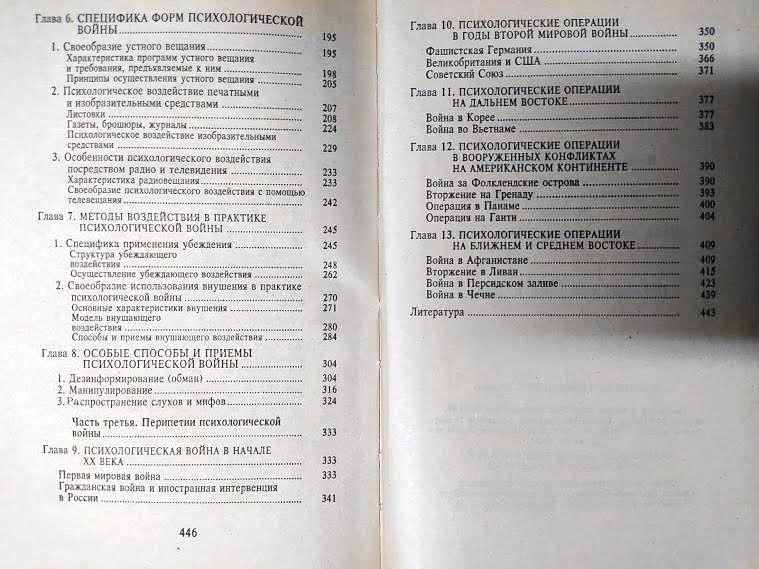 Глава 6. СПЕЦИФИКА ФОРМ ПСИХОЛОГИЧЕСКОЙ
ВОЙНЫ 195
1. Своеобразие устного вещания 195
Характеристика программ устного вещания
и требования, предъявляемые к ним 198
Принципы осуществления устного вещания 205
2. Психологическое воздействие печатными
и изобразительными средствами 207
Листовки 208
Газеты, брошюры, журналы 224
Психологическое воздействие изобразительными
средствами 229
3. Особенности психологического воздействия
посредством радио и телевидения 233
Характеристика радиовещания 233
Своеобразие психологического воздействия с помощью
телевещания 242
Глава 7. МЕТОДЫ ВОЗДЕЙСТВИЯ В ПРАКТИКЕ
ПСИХОЛОГИЧЕСКОЙ ВОЙНЫ 245
1. Специфика применения убеждения 245
Структура убеждающего
воздействия 248
Осуществление убеждающего воздействия 262
2. Своеобразие использования внушения в практике
психологической войны 270
Основные характеристики внушения 271
Модель внушающего
воздействия 280
Способы и приемы внушающего воздействия 284
Глава 8. ОСОБЫЕ СПОСОБЫ И ПРИЕМЫ
ПСИХОЛОГИЧЕСКОЙ ВОЙНЫ 304
1. Дезинформирование (обман) 304
2. Манипулирование 316
3. Распространение слухов и мифов 324
Часть третья. Перипетии психологической
войны 333
Глава 9. ПСИХОЛОГИЧЕСКАЯ ВОЙНА В НАЧАЛЕ
XX ВЕКА 333
Первая мировая война 333
Гражданская война и иностранная интервенция
в России 341
446
Глава 10. ПСИХОЛОГИЧЕСКИЕ ОПЕРАЦИИ
В ГОДЫ ВТОРОЙ МИРОВОЙ ВОЙНЫ 350
Фашистская Германия 350
Великобритания и США 366
Советский Союз 371
Глава 11. ПСИХОЛОГИЧЕСКИЕ ОПЕРАЦИИ
НА ДАЛЬНЕМ ВОСТОКЕ 377
Война в Корее 377
Война во Вьетнаме 383
Глава 12. ПСИХОЛОГИЧЕСКИЕ ОПЕРАЦИИ
В ВООРУЖЕННЫХ КОНФЛИКТАХ
НА АМЕРИКАНСКОМ КОНТИНЕНТЕ 390
Война за Фолклендские острова 390
Вторжение на Гренаду 393
Операция в Панаме 400
Операция на Гаити 404
Глава 13. ПСИХОЛОГИЧЕСКИЕ ОПЕРАЦИИ
НА БЛИЖНЕМ И СРЕДНЕМ ВОСТОКЕ 409
Война в Афганистане 409
Вторжение в Ливан 415
Война в Персидском заливе 423
Война в Чечне 439
Литература 443